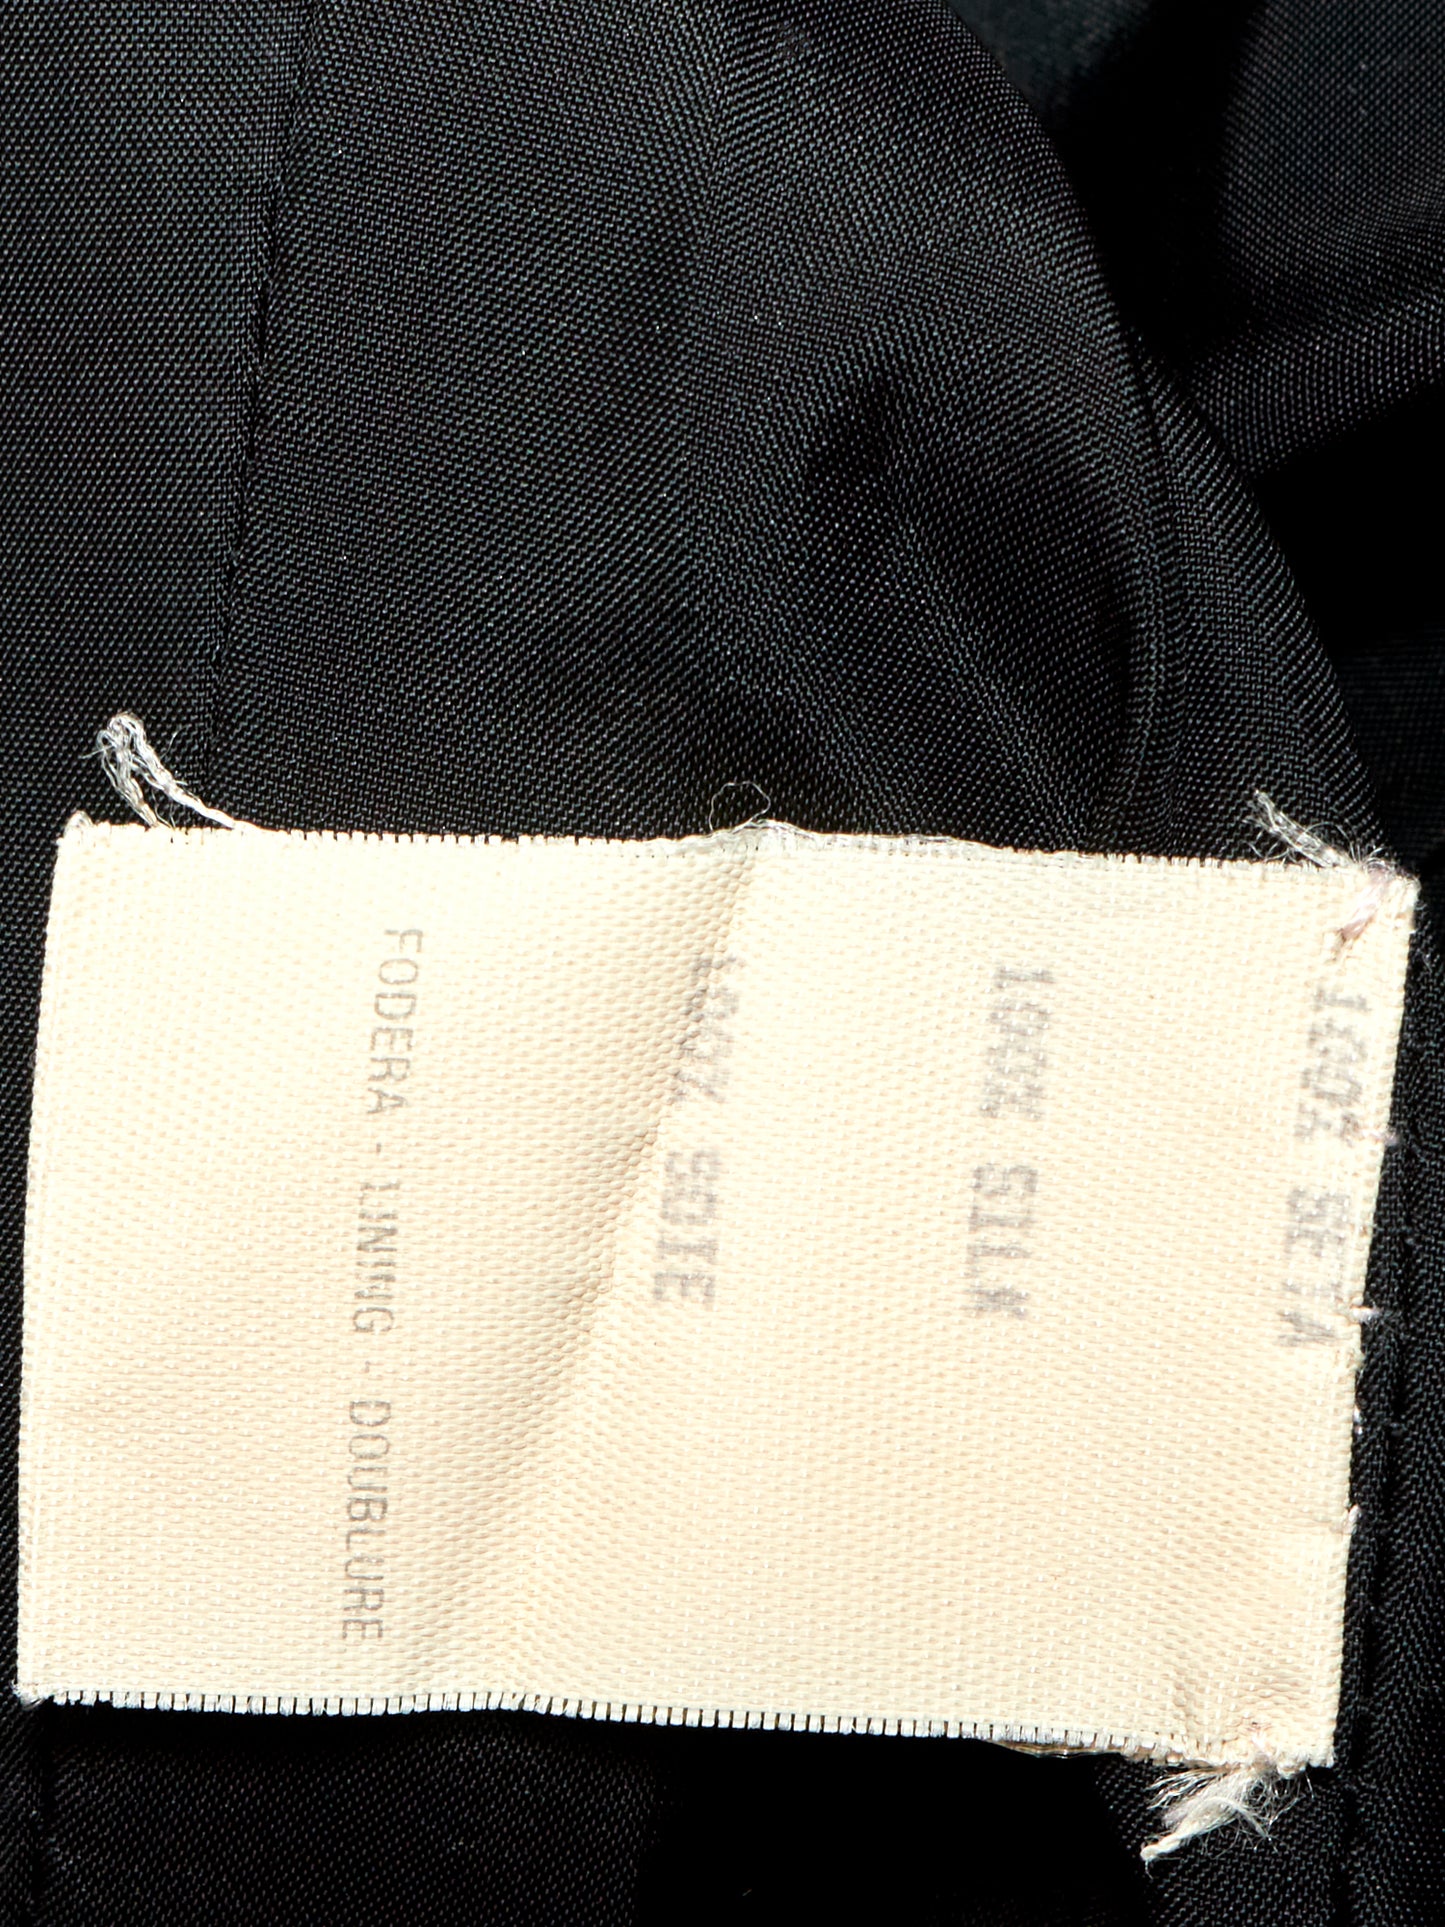 100% SETA
100% SILK
100% SOIE
FODERA - LINING - DOUBLURE